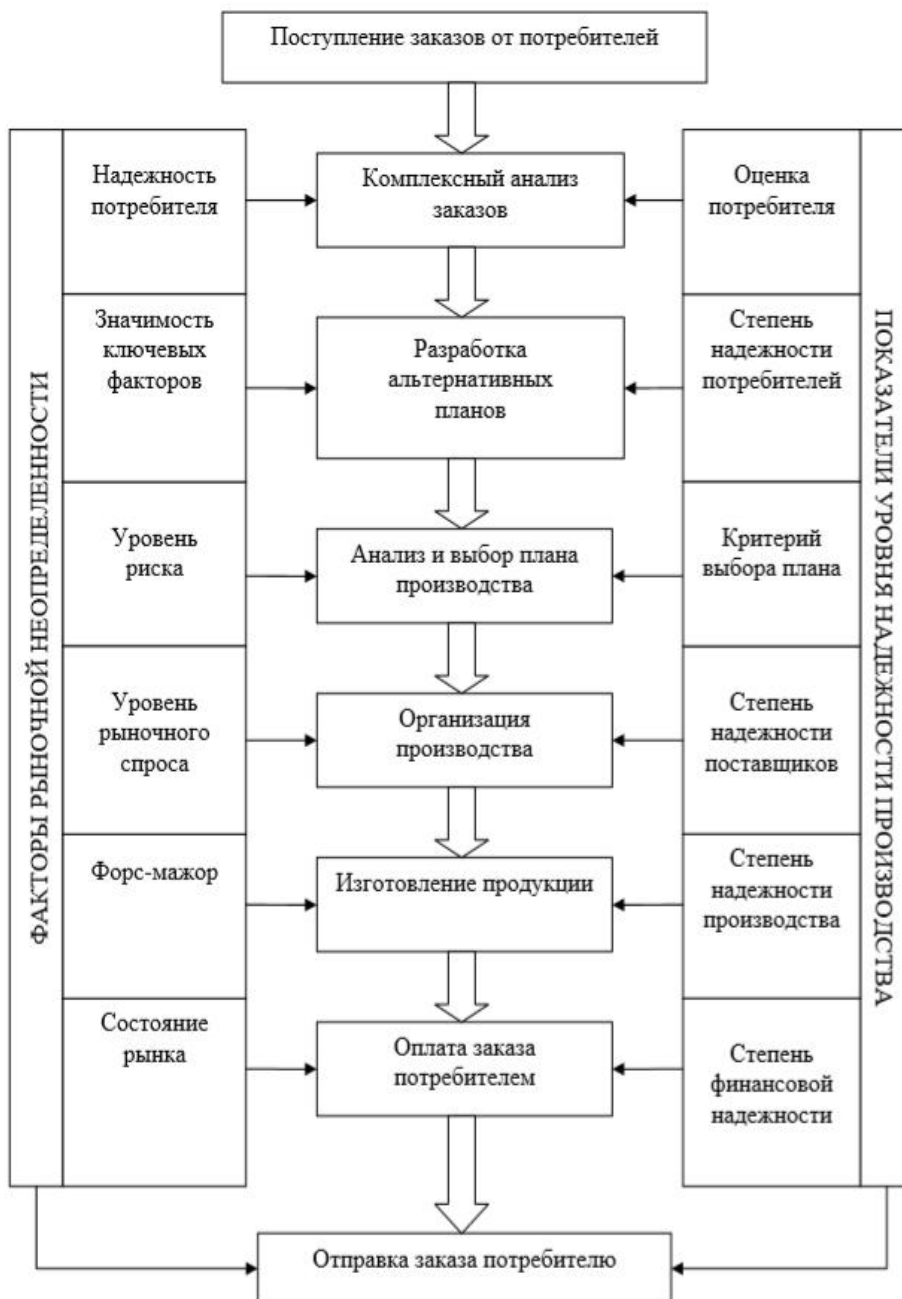 Поступление заказов от потребителей
ФАКТОРЫ РЫНОЧНОЙ НЕОПРЕДЕЛЕННОСТИ
Надежность
потребителя
Комплексный анализ
заказов
Оценка
потребителя
Значимость
ключевых
факторов
Разработка
альтернативных
планов
Степень
надежности
потребителей
Уровень
риска
Анализ и выбор плана
производства
Критерий
выбора плана
Уровень
рыночного
спроса
Организация
производства
Степень
надежности
поставщиков
Форс-мажор
Изготовление продукции
Степень
надежности
производства
Состояние
рынка
Оплата заказа
потребителем
Степень
финансовой
надежности
ПОКАЗАТЕЛИ УРОВНЯ НАДЕЖНОСТИ ПРОИЗВОДСТВА
Отправка заказа потребителю